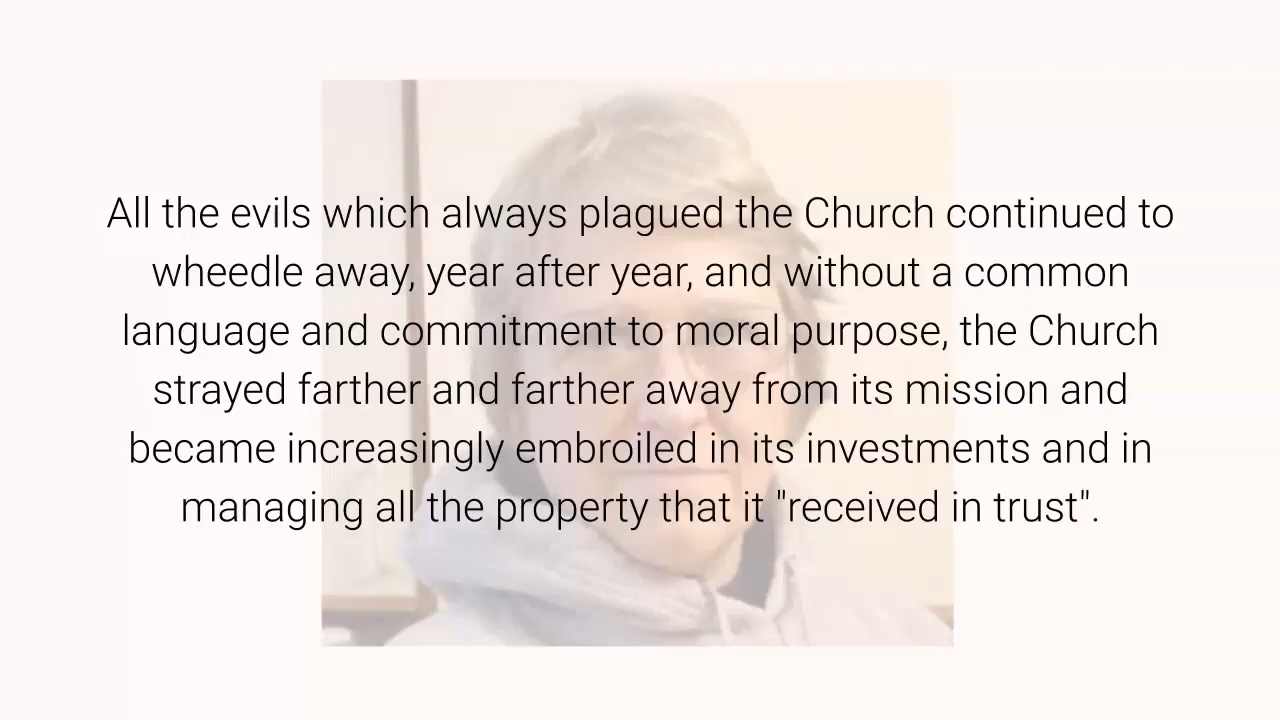 All the evils which always plagued the Church continued to
wheedle away, year after year, and without a common
language and commitment to moral purpose, the Church
strayed farther and farther away from its mission and
became increasingly embroiled in its investments and in
managing all the property that it "received in trust".